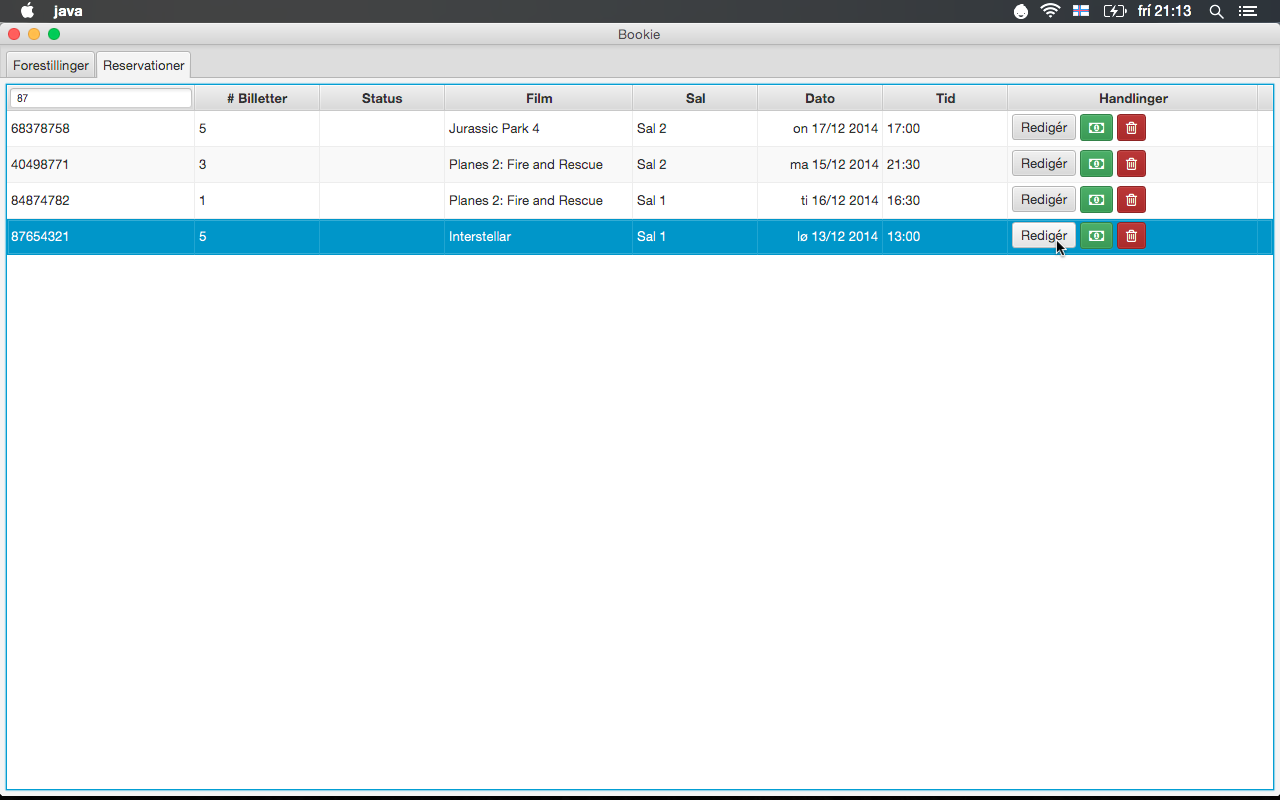 java frí 21:13
Bookie
Forestillinger Reservationer
87 # Billetter Status Film Sal Dato Tid Handlinger
68378758 5 Jurassic Park 4 Sal 2 on 17/12 2014 17:00 Redigér
40498771 3 Planes 2: Fire and Rescue Sal 2 ma 15/12 2014 21:30 Redigér
84874782 1 Planes 2: Fire and Rescue Sal 1 ti 16/12 2014 16:30 Redigér
87654321 5 Interstellar Sal 1 lø 13/12 2014 13:00 Redigér